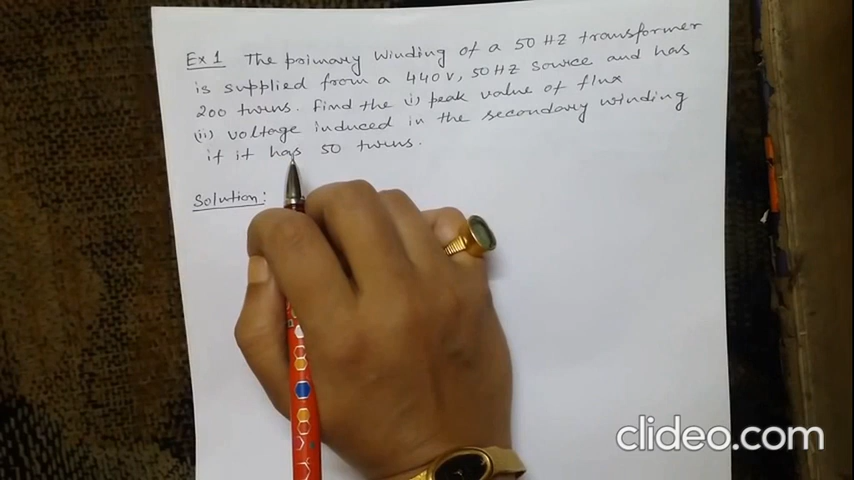 Ex 1 The primary winding of a 50 HZ transformer
is supplied from a 440 V, 50 HZ source and has
200 turns. Find the (i) peak value of flux
(ii) voltage induced in the secondary winding
if it has 50 turns.
Solution:
clideo.com